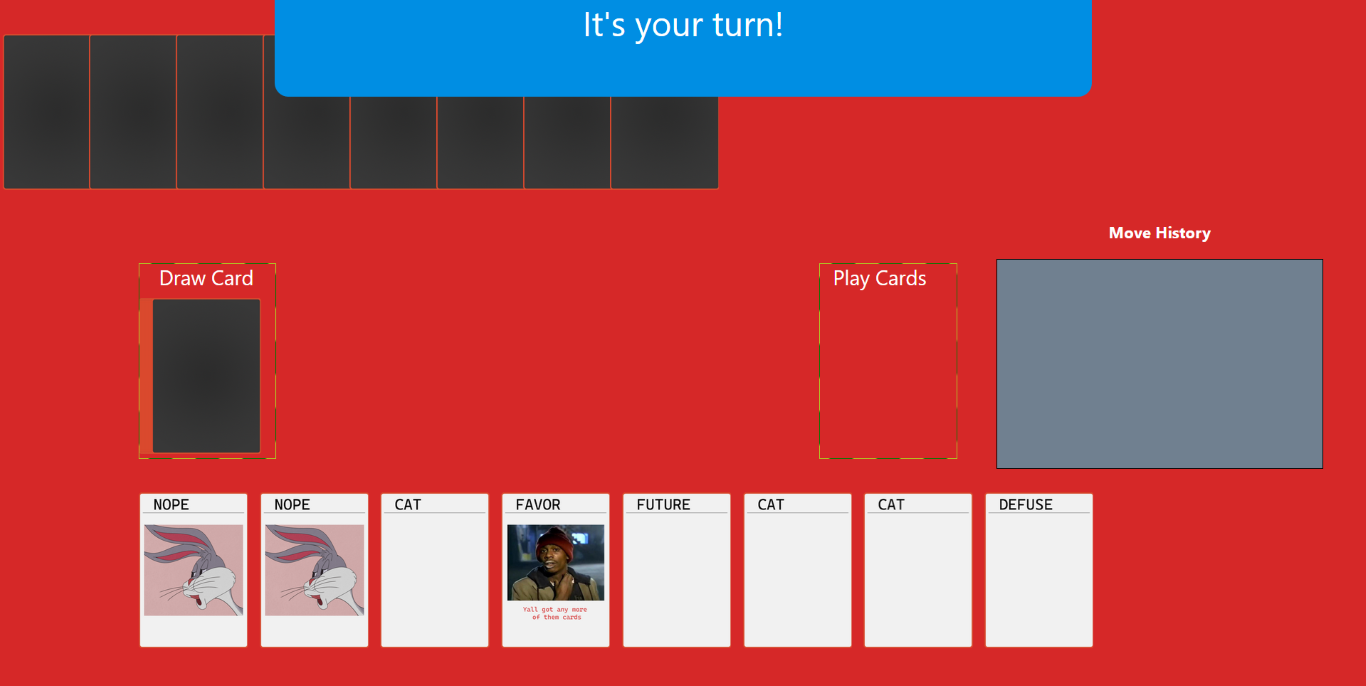 It's your turn!
Move History
Draw Card
Play Cards
NOPE
NOPE
CAT
FAVOR
FUTURE
CAT
CAT
DEFUSE
Yall got any more
of them cards